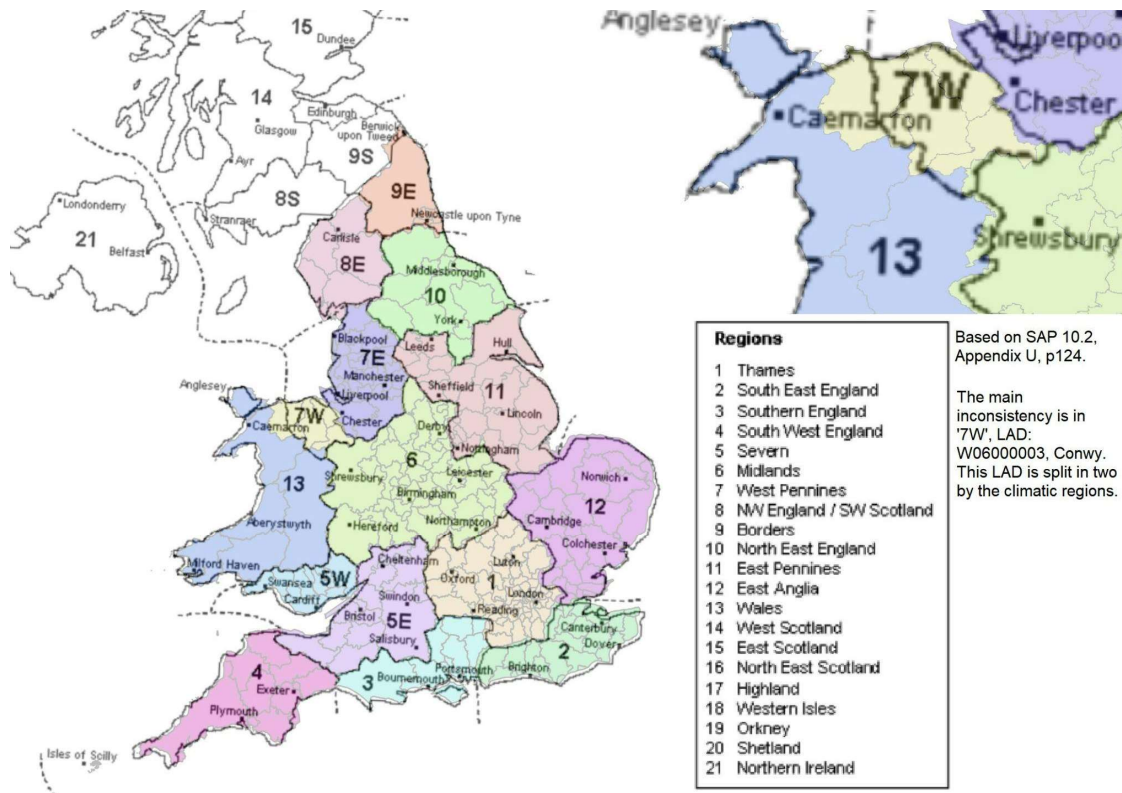 15
Dundee
14
Edinburgh
Glasgow
Berwick
upon Tweed
9S
Ayr
8S
9E
Londonderry
Stranraer
Newcastle upon Tyne
21
Carlisle
Belfast
8E
Middlesborough
10
York
Blackpool
Leeds
Hull
7E
Manchester
Sheffield
11
Anglesey
Liverpool
Lincoln
7W
Chester
Caernarfon
Derby
Nottingham
6
Shrewsbury
Leicester
Norwich
13
Birmingham
12
Aberystwyth
Hereford
Northampton
Cambridge
Colchester
Milford Haven
Cheltenham
Luton
5W
Swansea
Oxford
1
Cardiff
Swindon
London
Bristol
5E
Reading
Canterbury
Salisbury
Dover
2
4
Portsmouth
Brighton
3
Bournemouth
Exeter
Plymouth
Isles of Scilly
Anglesey
Liverpoo
7W
Chester
Caernarfon
Shrewsbury
13
Regions
1 Thames
2 South East England
3 Southern England
4 South West England
5 Severn
6 Midlands
7 West Pennines
8 NW England / SW Scotland
9 Borders
10 North East England
11 East Pennines
12 East Anglia
13 Wales
14 West Scotland
15 East Scotland
16 North East Scotland
17 Highland
18 Western Isles
19 Orkney
20 Shetland
21 Northern Ireland
Based on SAP 10.2,
Appendix U, p124.
The main
inconsistency is in
'7W', LAD:
W06000003, Conwy.
This LAD is split in two
by the climatic regions.